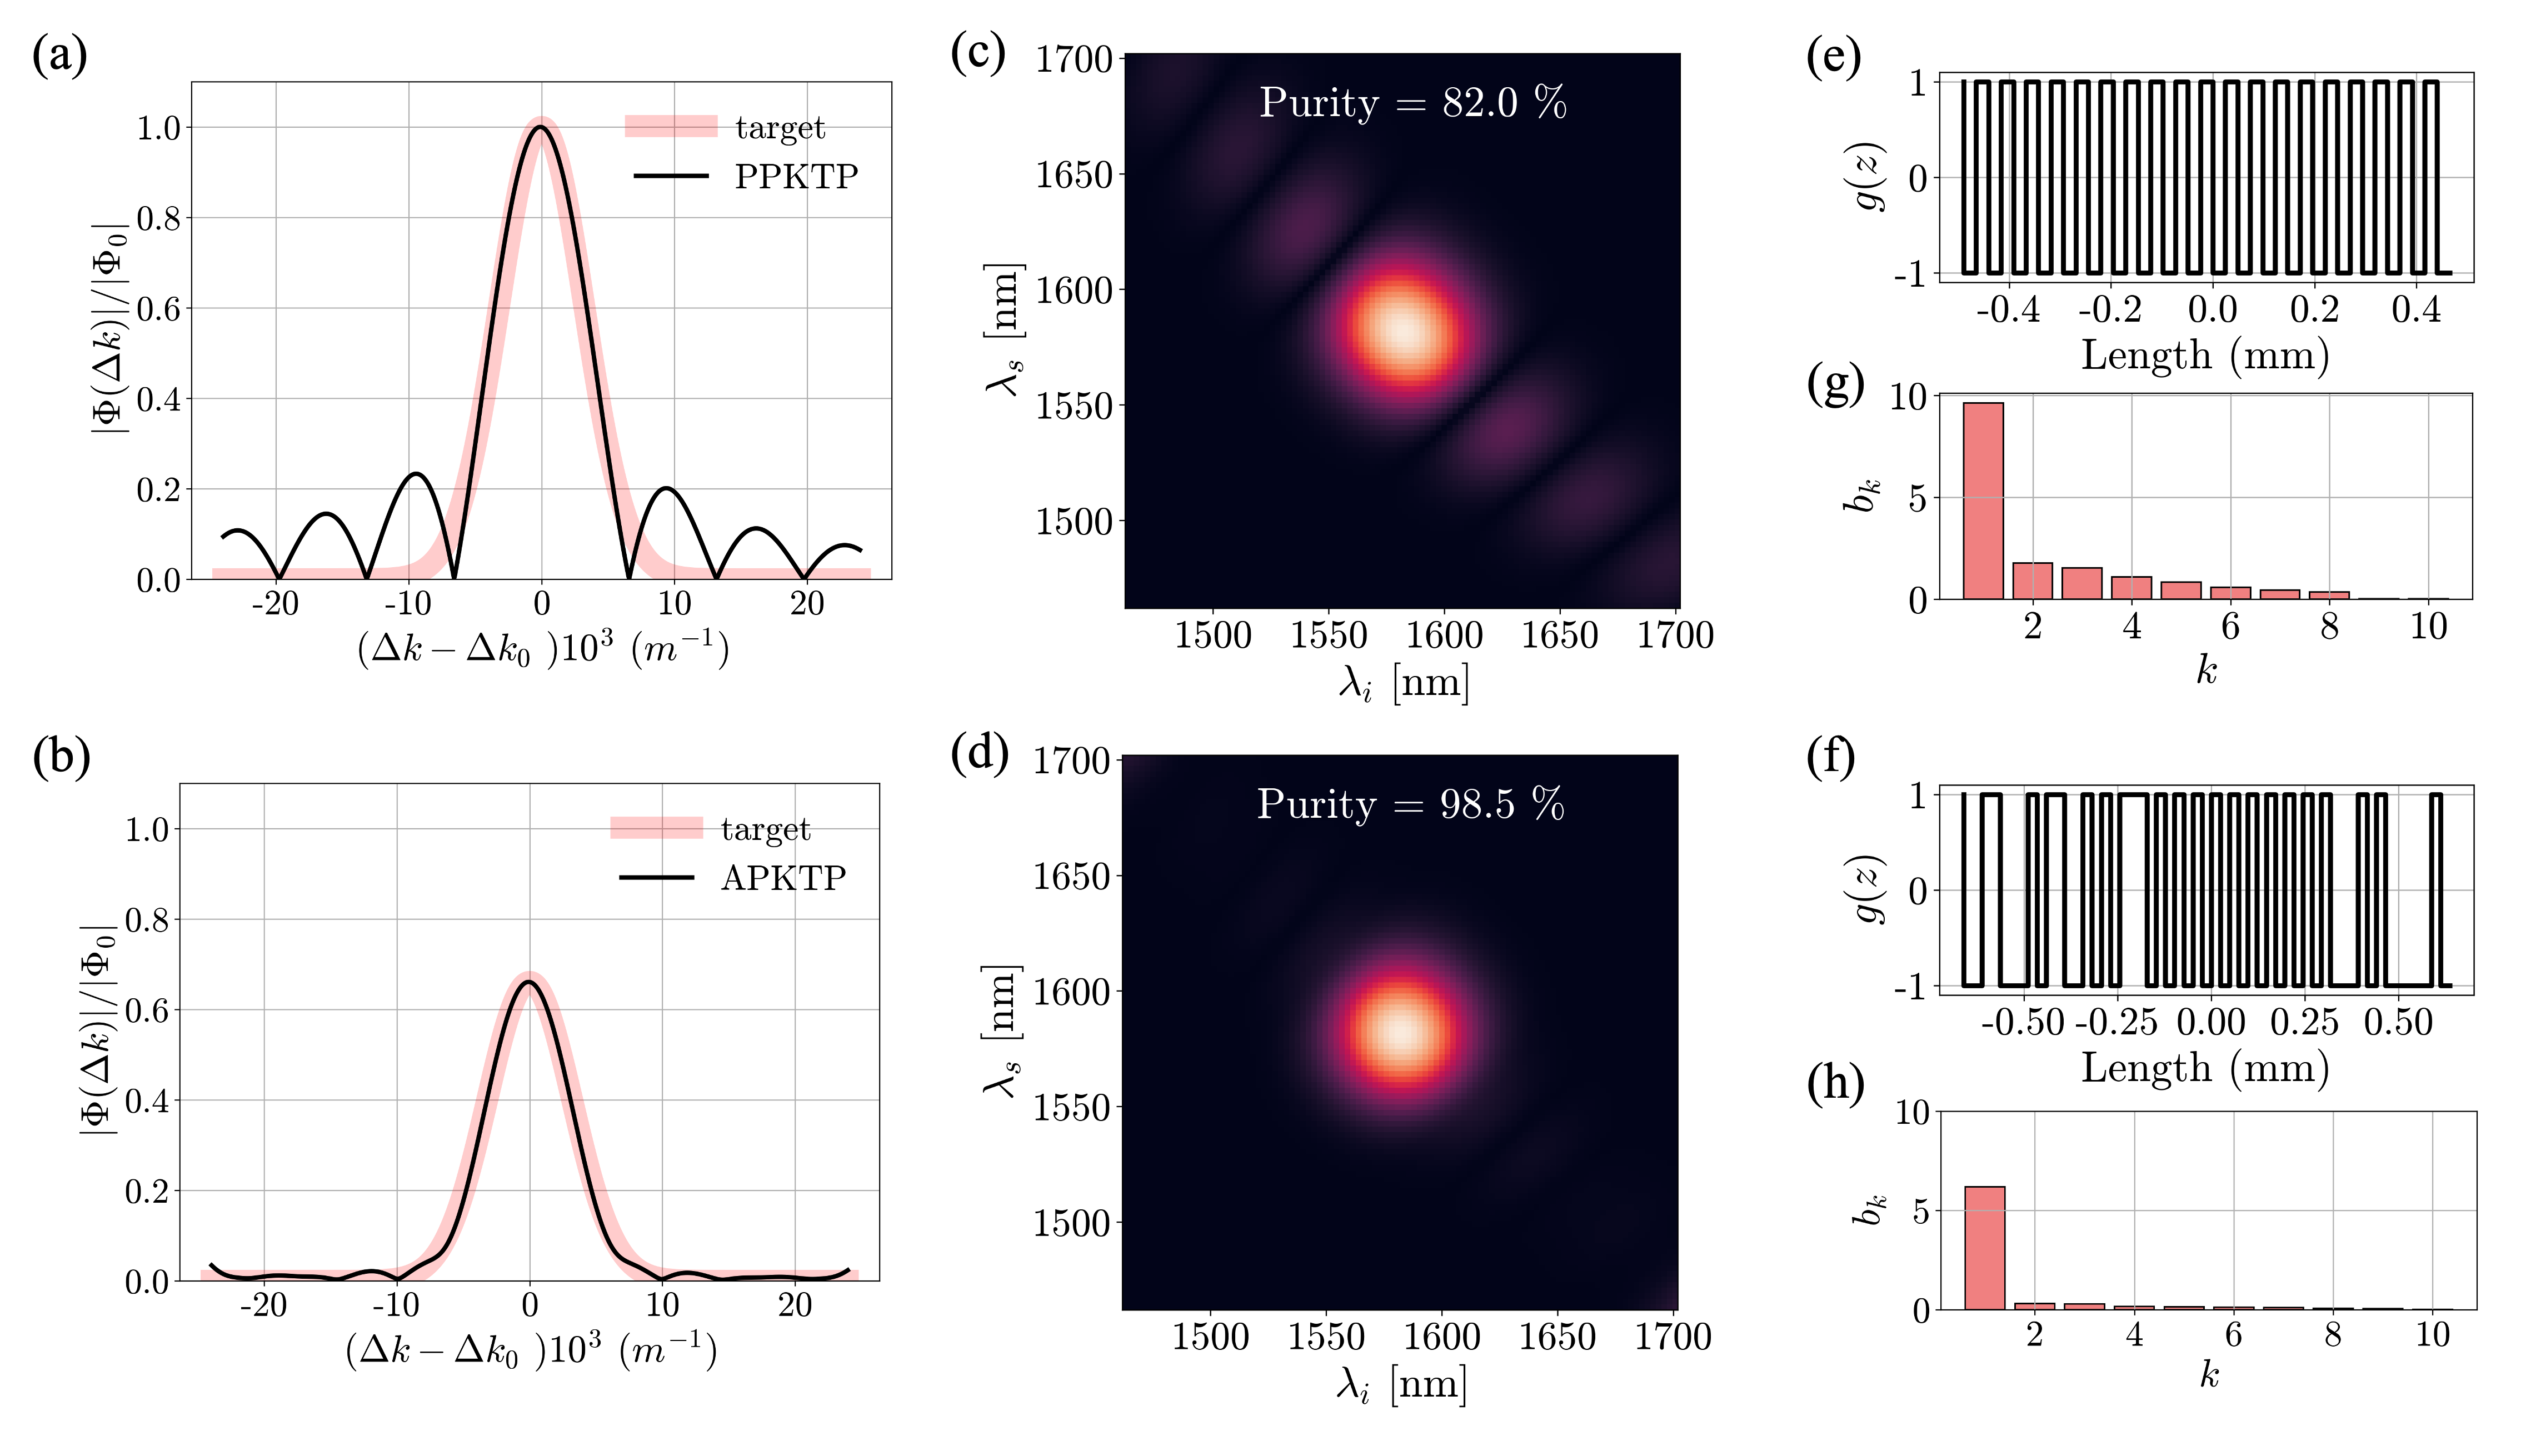 (a)
1.0
0.8
0.6
0.4
0.2
0.0
|Φ(Δk)|/|Φ₀|
target
PPKTP
-20 -10 0 10 20
(Δk − Δk₀ )10³ (m⁻¹)
(c)
1700
1650
1600
1550
1500
λₛ [nm]
Purity = 82.0 %
1500 1550 1600 1650 1700
λᵢ [nm]
(e)
1
0
-1
g(z)
-0.4 -0.2 0.0 0.2 0.4
Length (mm)
(g)
10
5
0
bₖ
2 4 6 8 10
k
(b)
1.0
0.8
0.6
0.4
0.2
0.0
|Φ(Δk)|/|Φ₀|
target
APKTP
-20 -10 0 10 20
(Δk − Δk₀ )10³ (m⁻¹)
(d)
1700
1650
1600
1550
1500
λₛ [nm]
Purity = 98.5 %
1500 1550 1600 1650 1700
λᵢ [nm]
(f)
1
0
-1
g(z)
-0.50 -0.25 0.00 0.25 0.50
Length (mm)
(h)
10
5
0
bₖ
2 4 6 8 10
k